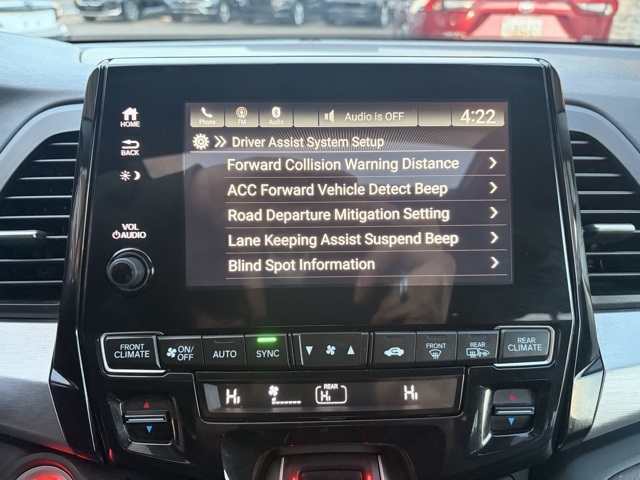 HOME
BACK
VOL
AUDIO
Phone FM Audio Audio is OFF 4:22
Driver Assist System Setup
Forward Collision Warning Distance
ACC Forward Vehicle Detect Beep
Road Departure Mitigation Setting
Lane Keeping Assist Suspend Beep
Blind Spot Information
FRONT CLIMATE
ON/OFF
AUTO
SYNC
FRONT
REAR
REAR CLIMATE
Hi
REAR
Hi
Hi